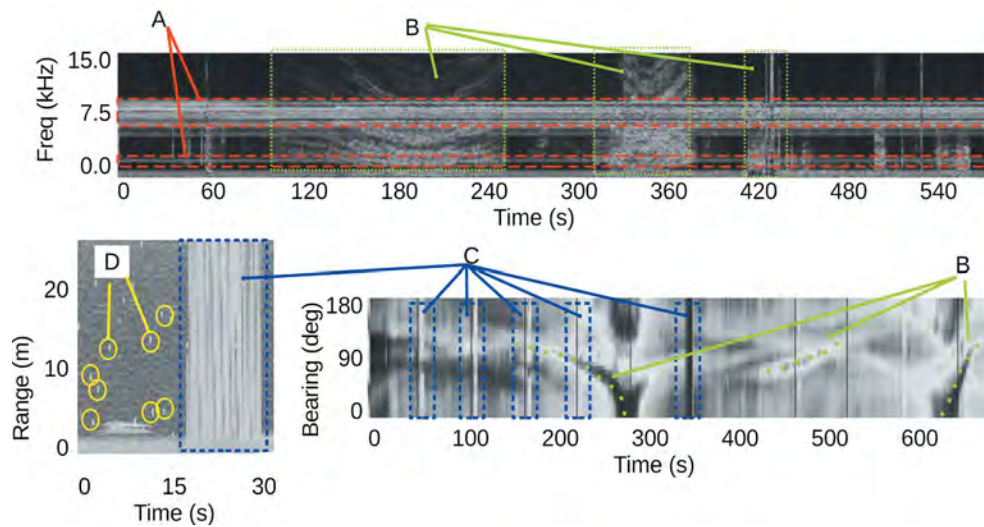 A
B
Freq (kHz)
15.0
7.5
0.0
0 60 120 180 240 300 360 420 480 540
Time (s)
D
C
B
Range (m)
20
10
0
0 15 30
Time (s)
Bearing (deg)
180
90
0
0 100 200 300 400 500 600
Time (s)